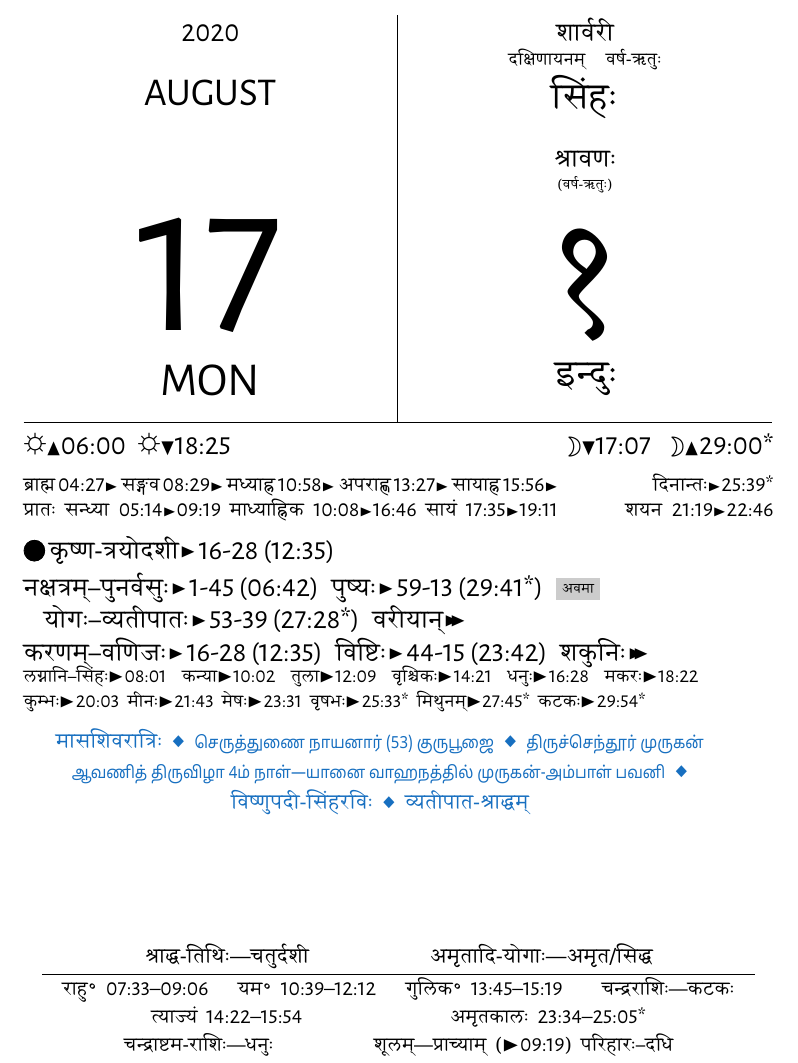 2020
AUGUST
17
MON
शार्वरी
दक्षिणायनम् वर्ष-ऋतुः
सिंहः
श्रावणः
(वर्ष-ऋतुः)
१
इन्दुः
☼▲06:00 ☼▼18:25 ☽▼17:07 ☽▲29:00*
ब्राह्म 04:27► सङ्गव 08:29► मध्याह्न 10:58► अपराह्ण 13:27► सायाह्न 15:56► दिनान्तः►25:39*
प्रातः सन्ध्या 05:14►09:19 माध्याह्निक 10:08►16:46 सायं 17:35►19:11 शयन 21:19►22:46
●कृष्ण-त्रयोदशी►16-28 (12:35)
नक्षत्रम्–पुनर्वसुः►1-45 (06:42) पुष्यः►59-13 (29:41*) अवमा
योगः–व्यतीपातः►53-39 (27:28*) वरीयान्►►
करणम्–वणिजः►16-28 (12:35) विष्टिः►44-15 (23:42) शकुनिः►►
लग्नानि–सिंहः►08:01 कन्या►10:02 तुला►12:09 वृश्चिकः►14:21 धनुः►16:28 मकरः►18:22
कुम्भः►20:03 मीनः►21:43 मेषः►23:31 वृषभः►25:33* मिथुनम्►27:45* कटकः►29:54*
मासशिवरात्रिः ◆ செருத்துணை நாயனார் (53) குருபூஜை ◆ திருச்செந்தூர் முருகன்
ஆவணித் திருவிழா 4ம் நாள்—யானை வாஹநத்தில் முருகன்-அம்பாள் பவனி ◆
विष्णुपदी-सिंहरविः ◆ व्यतीपात-श्राद्धम्
श्राद्ध-तिथिः—चतुर्दशी अमृतादि-योगाः—अमृत/सिद्ध
राहु° 07:33–09:06 यम° 10:39–12:12 गुलिक° 13:45–15:19 चन्द्रराशिः—कटकः
त्याज्यं 14:22–15:54 अमृतकालः 23:34–25:05*
चन्द्राष्टम-राशिः—धनुः शूलम्—प्राच्याम् (►09:19) परिहारः–दधि